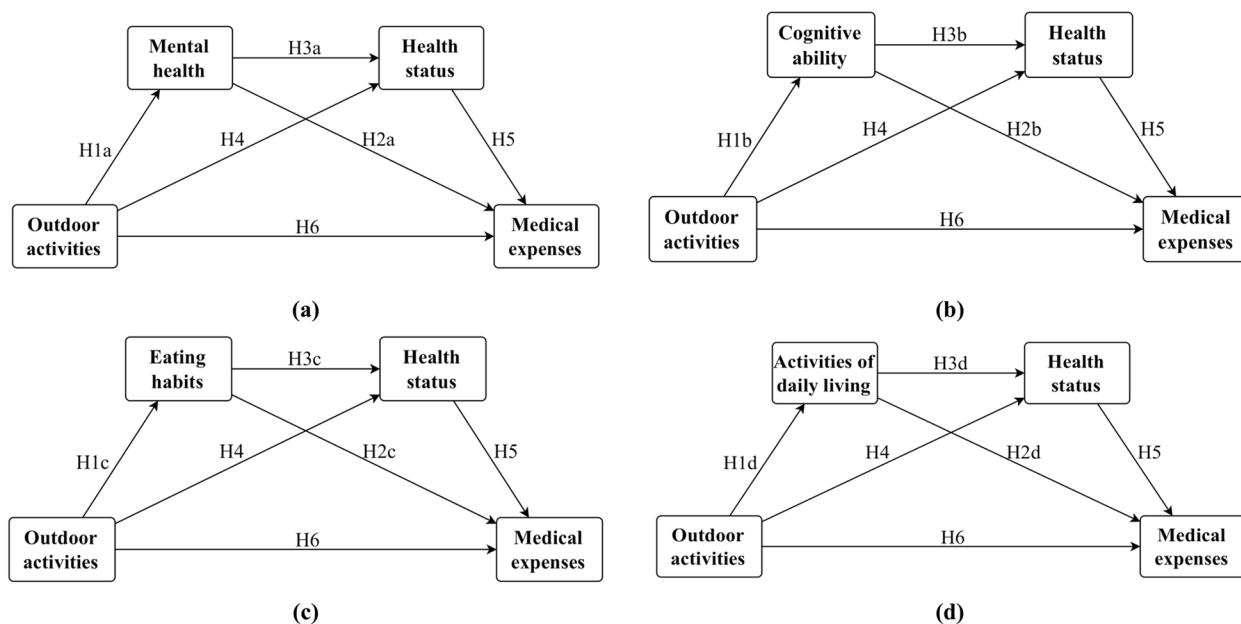 Mental
health
H3a
Health
status
H1a
H4
H2a
H5
Outdoor
activities
H6
Medical
expenses
(a)
Cognitive
ability
H3b
Health
status
H1b
H4
H2b
H5
Outdoor
activities
H6
Medical
expenses
(b)
Eating
habits
H3c
Health
status
H1c
H4
H2c
H5
Outdoor
activities
H6
Medical
expenses
(c)
Activities of
daily living
H3d
Health
status
H1d
H4
H2d
H5
Outdoor
activities
H6
Medical
expenses
(d)